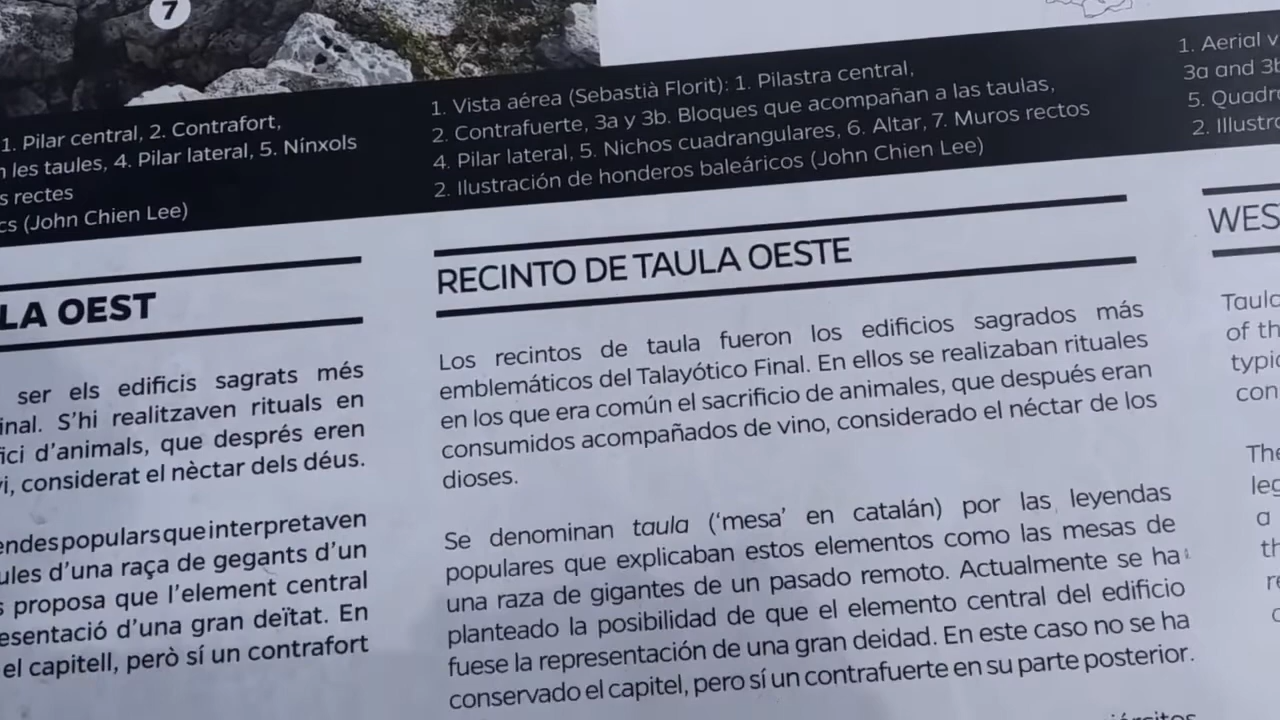 7
1. Pilar central, 2. Contrafort,
les taules, 4. Pilar lateral, 5. Nínxols
rectes
(John Chien Lee)
1. Vista aérea (Sebastià Florit): 1. Pilastra central,
2. Contrafuerte, 3a y 3b. Bloques que acompañan a las taulas,
4. Pilar lateral, 5. Nichos cuadrangulares, 6. Altar, 7. Muros rectos
2. Ilustración de honderos baleáricos (John Chien Lee)
1. Aerial
3a and 3b
5.
2.
OEST
ser els edificis sagrats més
S'hi realitzaven rituals en
d'animals, que després eren
considerat el nèctar dels déus.
populars que interpretaven
d'una raça de gegants d'un
proposa que l'element central
d'una gran deïtat. En
el capitell, però sí un contrafort
RECINTO DE TAULA OESTE
Los recintos de taula fueron los edificios sagrados más
emblemáticos del Talayótico Final. En ellos se realizaban rituales
en los que era común el sacrificio de animales, que después eran
consumidos acompañados de vino, considerado el néctar de los
dioses.
Se denominan taula ('mesa' en catalán) por las leyendas
populares que explicaban estos elementos como las mesas de
una raza de gigantes de un pasado remoto. Actualmente se ha
planteado la posibilidad de que el elemento central del edificio
fuese la representación de una gran deidad. En este caso no se ha
conservado el capitel, pero sí un contrafuerte en su parte posterior.
WES
Taula
of
con
The
a